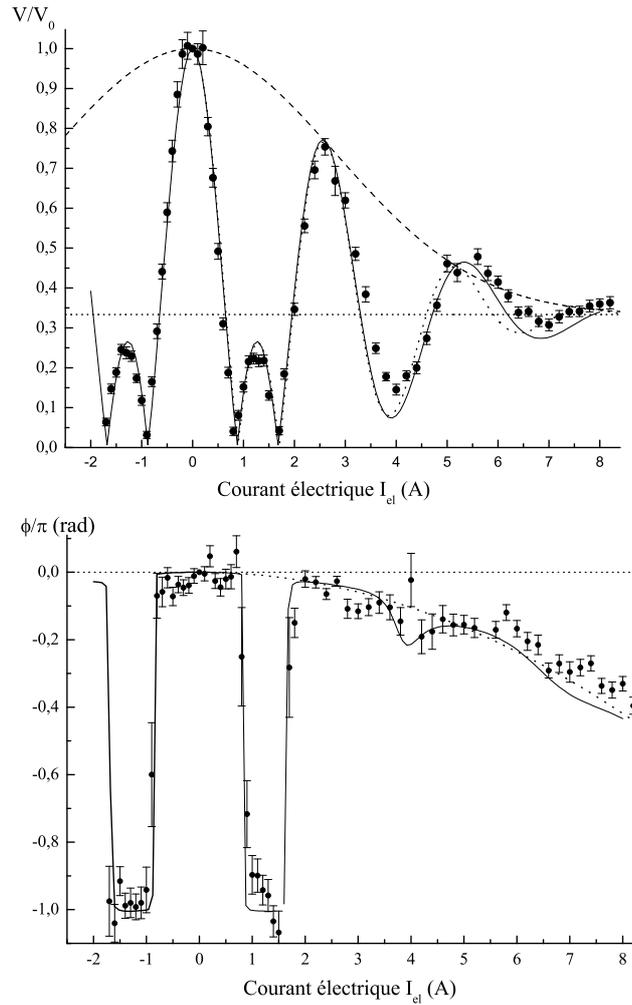 V/V0
1,0
0,9
0,8
0,7
0,6
0,5
0,4
0,3
0,2
0,1
0,0
-2 -1 0 1 2 3 4 5 6 7 8
Courant électrique Iel (A)
ϕ/π (rad)
0,0
-0,2
-0,4
-0,6
-0,8
-1,0
-2 -1 0 1 2 3 4 5 6 7 8
Courant électrique Iel (A)